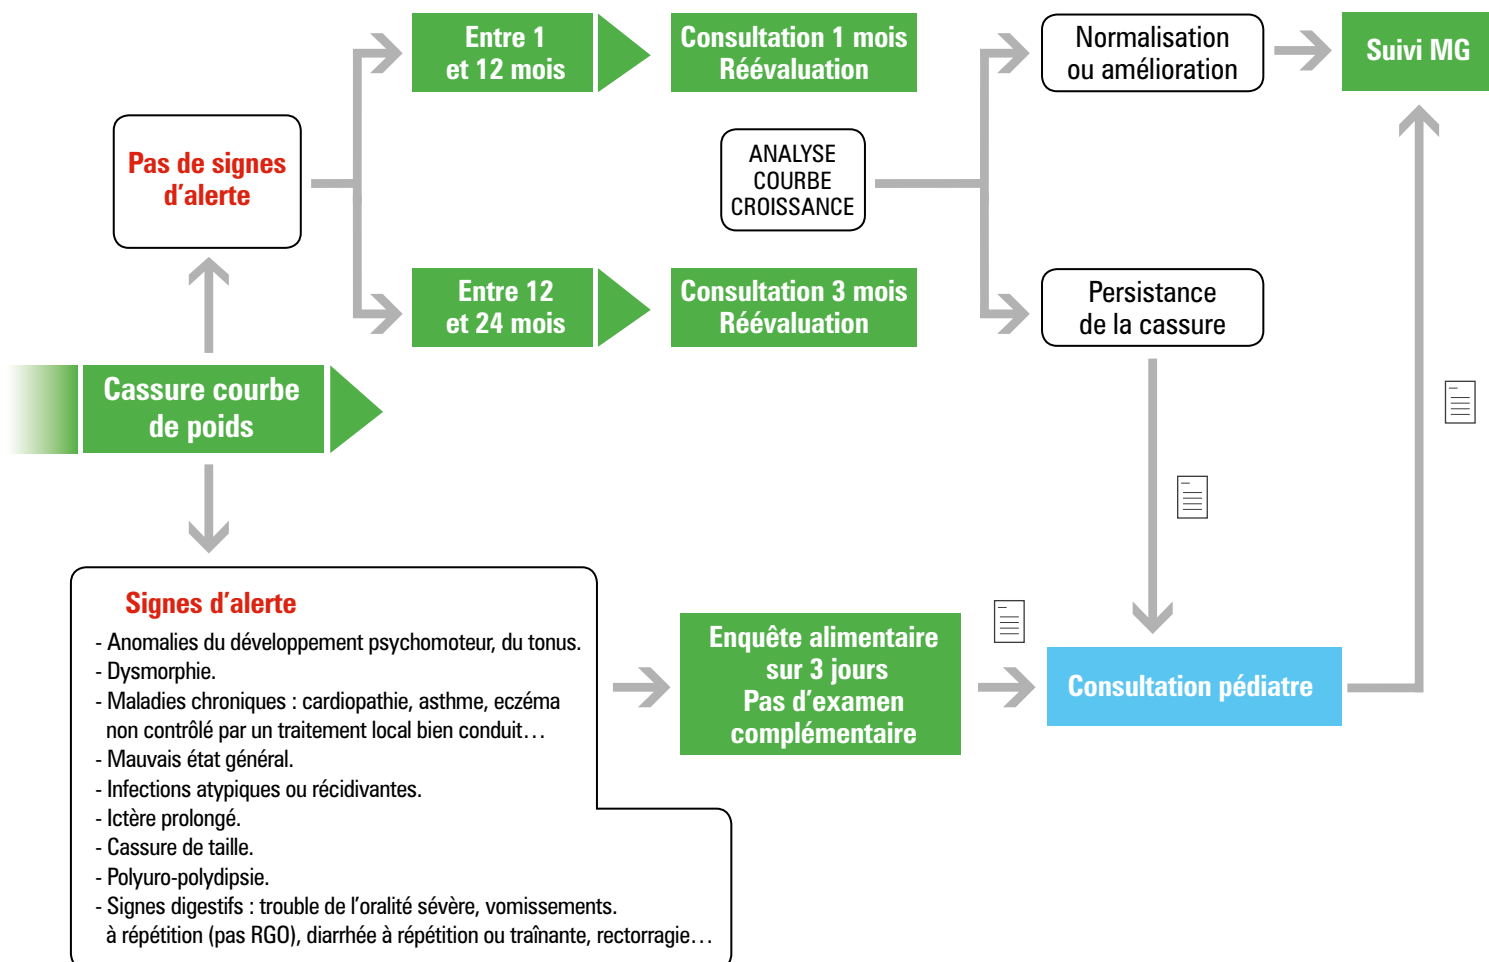 Entre 1
et 12 mois
Consultation 1 mois
Réévaluation
Normalisation
ou amélioration
Suivi MG
Pas de signes
d’alerte
ANALYSE
COURBE
CROISSANCE
Entre 12
et 24 mois
Consultation 3 mois
Réévaluation
Persistance
de la cassure
Cassure courbe
de poids
Signes d’alerte
- Anomalies du développement psychomoteur, du tonus.
- Dysmorphie.
- Maladies chroniques : cardiopathie, asthme, eczéma
non contrôlé par un traitement local bien conduit…
- Mauvais état général.
- Infections atypiques ou récidivantes.
- Ictère prolongé.
- Cassure de taille.
- Polyuro-polydipsie.
- Signes digestifs : trouble de l’oralité sévère, vomissements.
à répétition (pas RGO), diarrhée à répétition ou traînante, rectorragie…
Enquête alimentaire
sur 3 jours
Pas d’examen
complémentaire
Consultation pédiatre